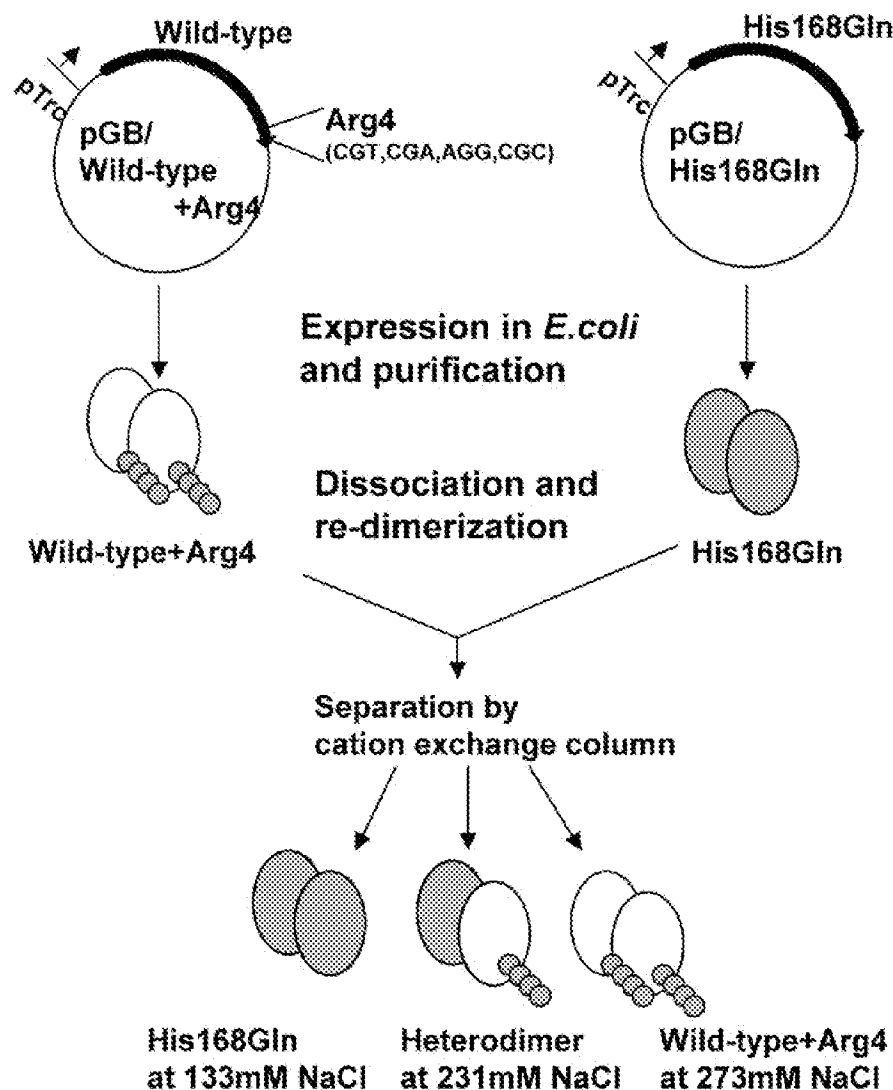 Wild-type
His168Gln
pTrc
pGB/
Wild-type
+Arg4
Arg4
(CGT,CGA,AGG,CGC)
pTrc
pGB/
His168Gln
Expression in E.coli
and purification
Dissociation and
re-dimerization
Wild-type+Arg4
His168Gln
Separation by
cation exchange column
His168Gln
at 133mM NaCl
Heterodimer
at 231mM NaCl
Wild-type+Arg4
at 273mM NaCl